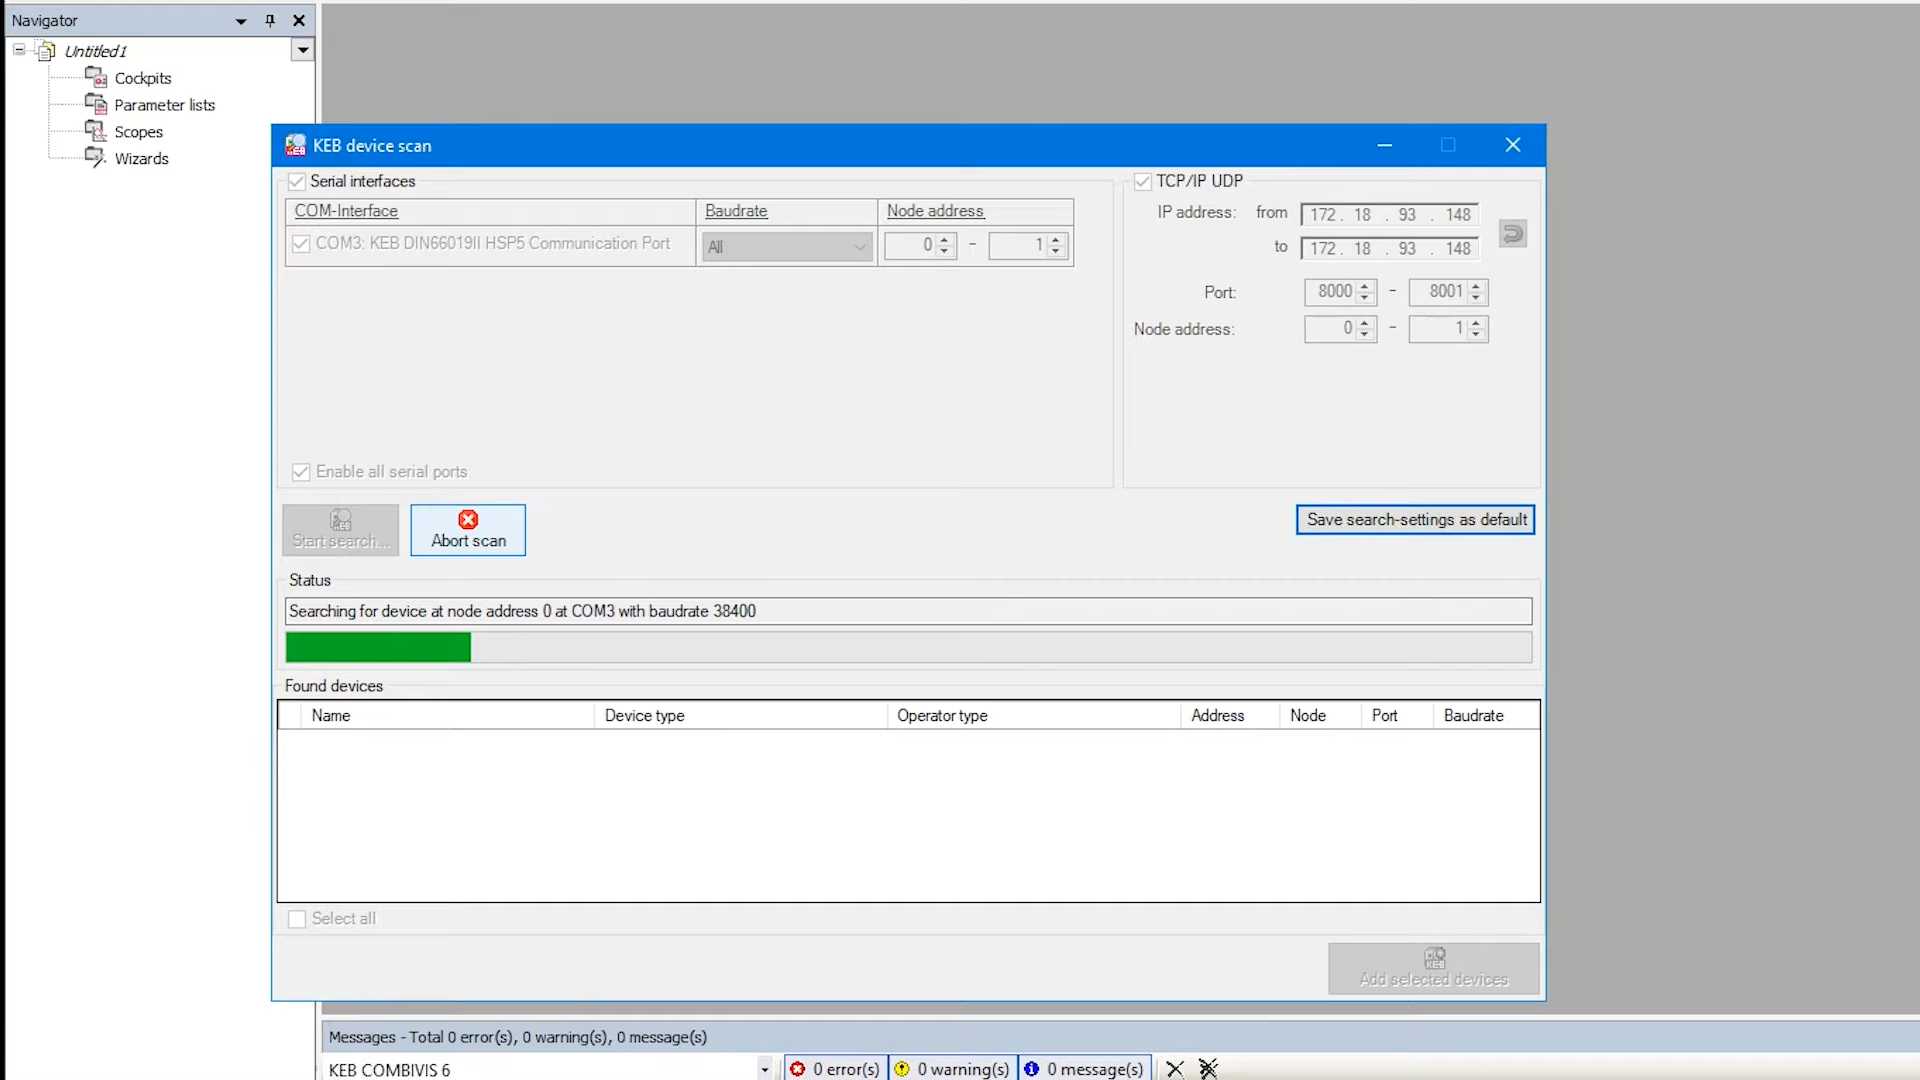 Navigator
Untitled1
Cockpits
Parameter lists
Scopes
Wizards
KEB device scan
Serial interfaces
COM-Interface Baudrate Node address
COM3: KEB DIN66019II HSP5 Communication Port All 0 - 1
Enable all serial ports
TCP/IP UDP
IP address: from 172 . 18 . 93 . 148
to 172 . 18 . 93 . 148
Port: 8000 - 8001
Node address: 0 - 1
Start search...
Abort scan
Save search-settings as default
Status
Searching for device at node address 0 at COM3 with baudrate 38400
Found devices
Name Device type Operator type Address Node Port Baudrate
Select all
KEB
Add selected devices
Messages - Total 0 error(s), 0 warning(s), 0 message(s)
KEB COMBIVIS 6 0 error(s) 0 warning(s) 0 message(s)